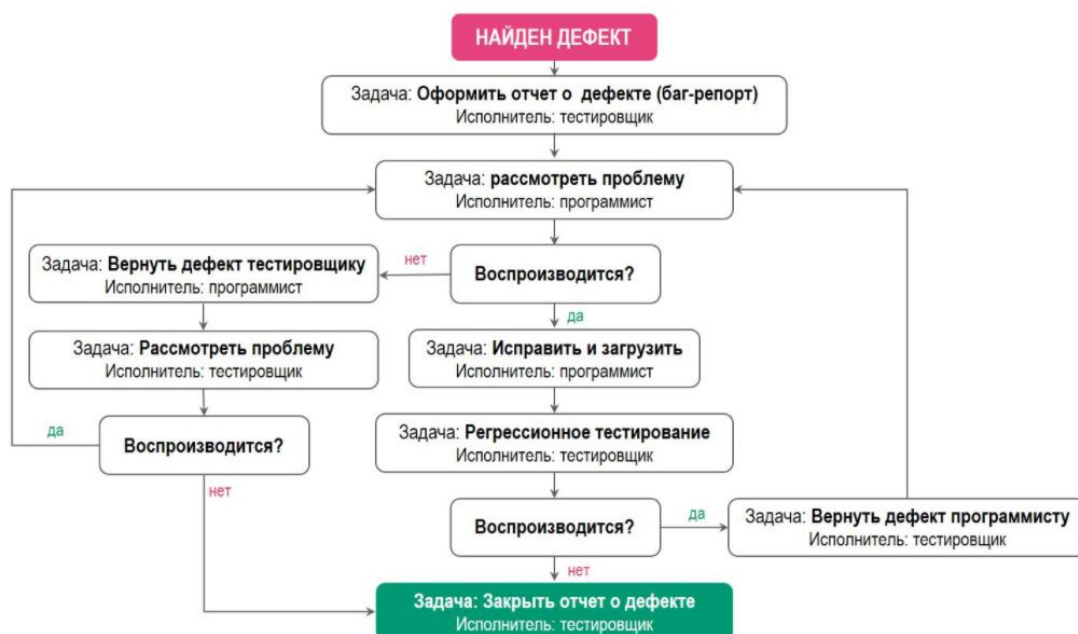 НАЙДЕН ДЕФЕКТ
Задача: Оформить отчет о дефекте (баг-репорт)
Исполнитель: тестировщик
Задача: рассмотреть проблему
Исполнитель: программист
Воспроизводится?
нет
Задача: Вернуть дефект тестировщику
Исполнитель: программист
да
Задача: Рассмотреть проблему
Исполнитель: тестировщик
Задача: Исправить и загрузить
Исполнитель: программист
да
Воспроизводится?
Задача: Регрессионное тестирование
Исполнитель: тестировщик
нет
Воспроизводится?
да
Задача: Вернуть дефект программисту
Исполнитель: тестировщик
нет
Задача: Закрыть отчет о дефекте
Исполнитель: тестировщик